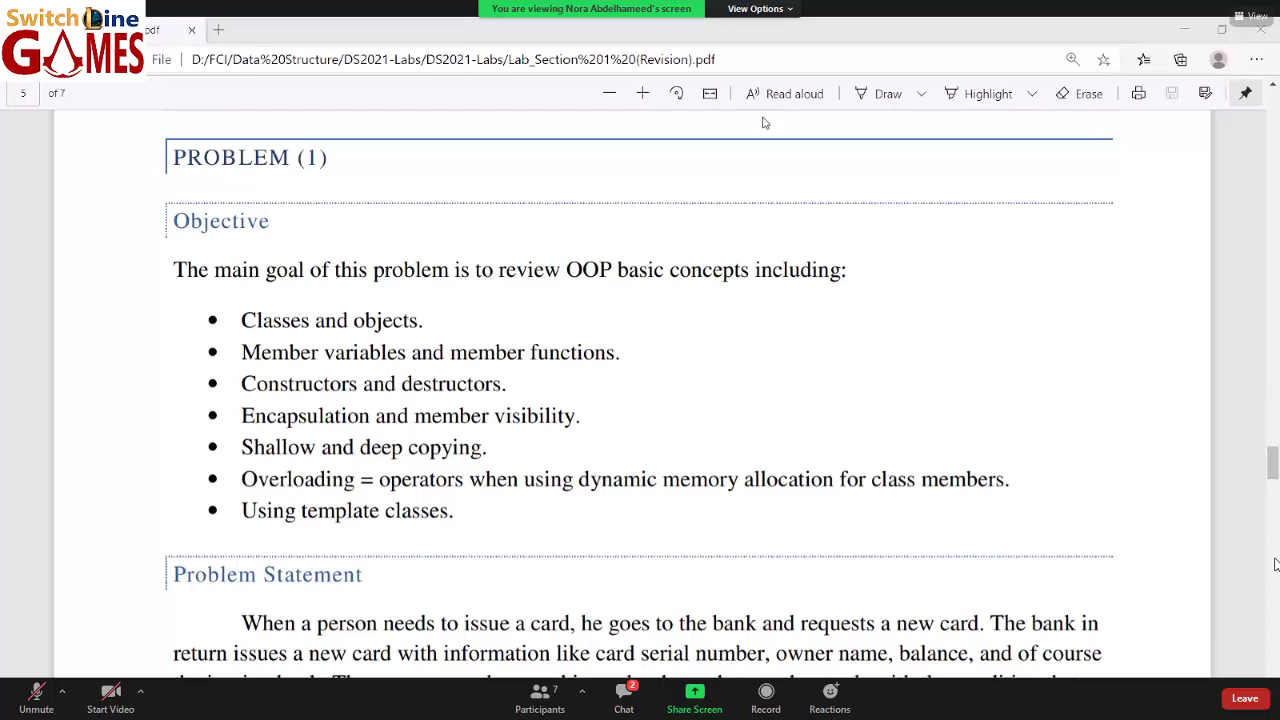 Switch Line
GAMES
You are viewing Nora Abdelhameed's screen
View Options
View
pdf
File
D:/FCI/Data%20Structure/DS2021-Labs/DS2021-Labs/Lab_Section%201%20(Revision).pdf
5 of 7
Read aloud
Draw
Highlight
Erase
PROBLEM (1)
Objective
The main goal of this problem is to review OOP basic concepts including:
• Classes and objects.
• Member variables and member functions.
• Constructors and destructors.
• Encapsulation and member visibility.
• Shallow and deep copying.
• Overloading = operators when using dynamic memory allocation for class members.
• Using template classes.
Problem Statement
When a person needs to issue a card, he goes to the bank and requests a new card. The bank in
return issues a new card with information like card serial number, owner name, balance, and of course
Unmute
Start Video
7
Participants
2
Chat
Share Screen
Record
Reactions
Leave